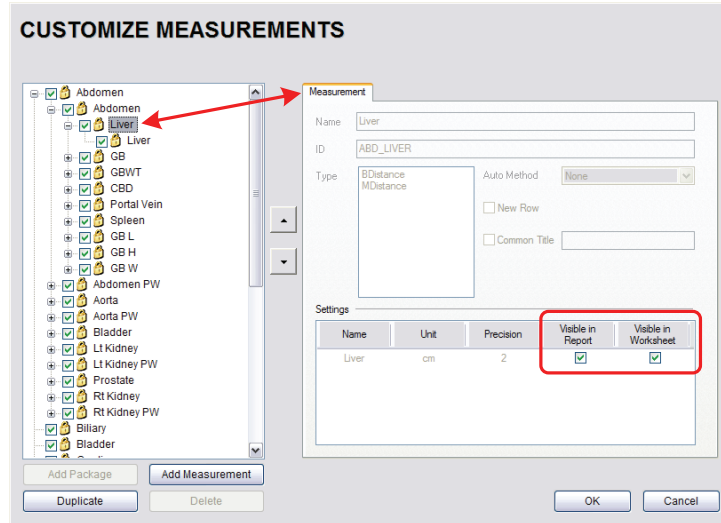 CUSTOMIZE MEASUREMENTS
Abdomen
Abdomen
Liver
Liver
GB
GBWT
CBD
Portal Vein
Spleen
GB L
GB H
GB W
Abdomen PW
Aorta
Aorta PW
Bladder
Lt Kidney
Lt Kidney PW
Prostate
Rt Kidney
Rt Kidney PW
Biliary
Bladder
Add Package Add Measurement
Duplicate Delete
Measurement
Name Liver
ID ABD_LIVER
Type BDistance Auto Method None
MDistance
New Row
Common Title
Settings
Name Unit Precision Visible in Report Visible in Worksheet
Liver cm 2
OK Cancel